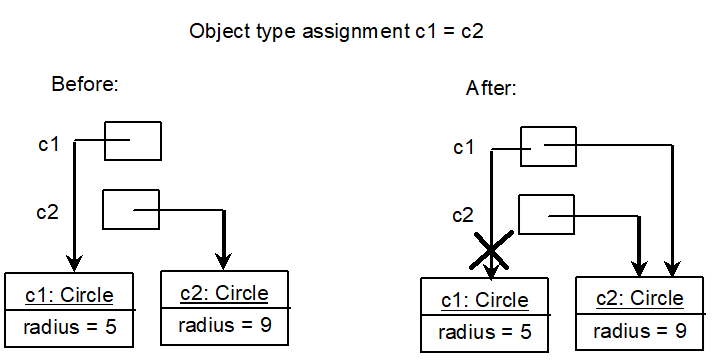 Object type assignment c1 = c2
Before:
c1
c2
c1: Circle
radius = 5
c2: Circle
radius = 9
After:
c1
c2
c1: Circle
radius = 5
c2: Circle
radius = 9